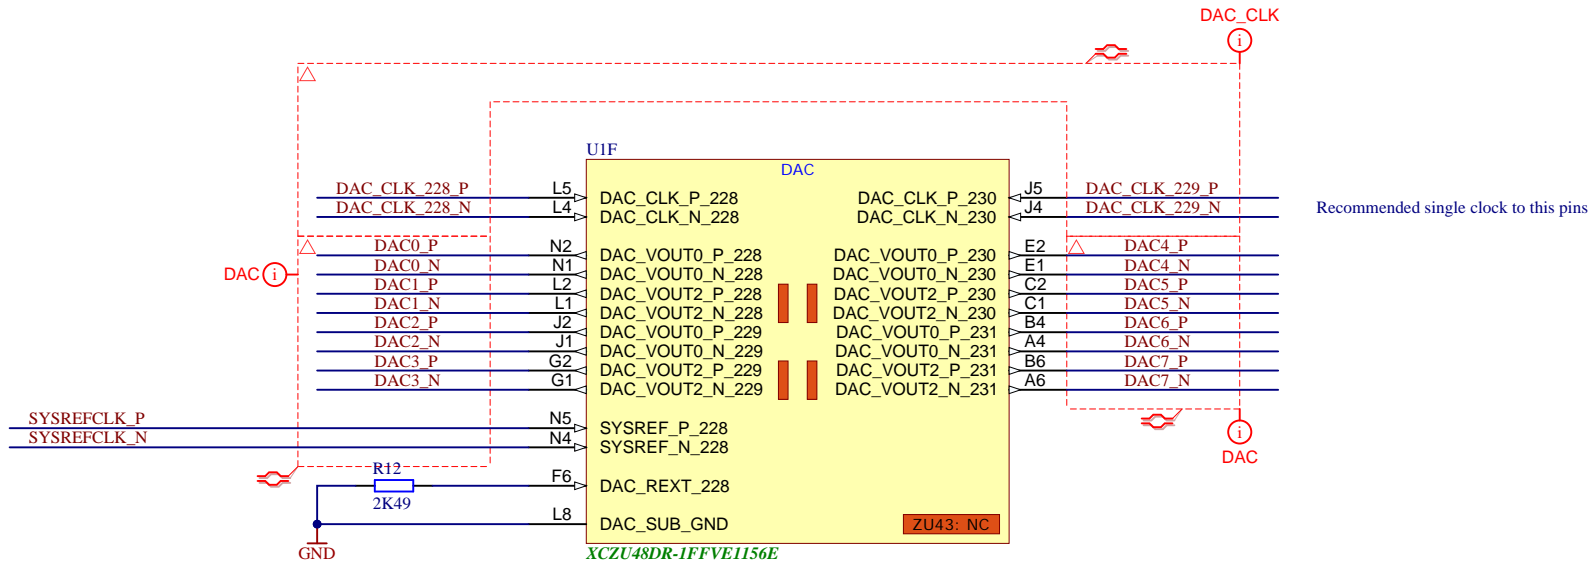 DAC_CLK
i
U1F
DAC
DAC_CLK_228_P L5 DAC_CLK_P_228 DAC_CLK_P_230 J5 DAC_CLK_229_P
DAC_CLK_228_N L4 DAC_CLK_N_228 DAC_CLK_N_230 J4 DAC_CLK_229_N
Recommended single clock to this pins
DAC0_P N2 DAC_VOUT0_P_228 DAC_VOUT0_P_230 E2 DAC4_P
DAC i
DAC0_N N1 DAC_VOUT0_N_228 DAC_VOUT0_N_230 E1 DAC4_N
DAC1_P L2 DAC_VOUT2_P_228 DAC_VOUT2_P_230 C2 DAC5_P
DAC1_N L1 DAC_VOUT2_N_228 DAC_VOUT2_N_230 C1 DAC5_N
DAC2_P J2 DAC_VOUT0_P_229 DAC_VOUT0_P_231 B4 DAC6_P
DAC2_N J1 DAC_VOUT0_N_229 DAC_VOUT0_N_231 A4 DAC6_N
DAC3_P G2 DAC_VOUT2_P_229 DAC_VOUT2_P_231 B6 DAC7_P
DAC3_N G1 DAC_VOUT2_N_229 DAC_VOUT2_N_231 A6 DAC7_N
SYSREFCLK_P N5 SYSREF_P_228
SYSREFCLK_N N4 SYSREF_N_228
i
DAC
R12
2K49
F6 DAC_REXT_228
L8 DAC_SUB_GND
ZU43: NC
GND
XCZU48DR-1FFVE1156E